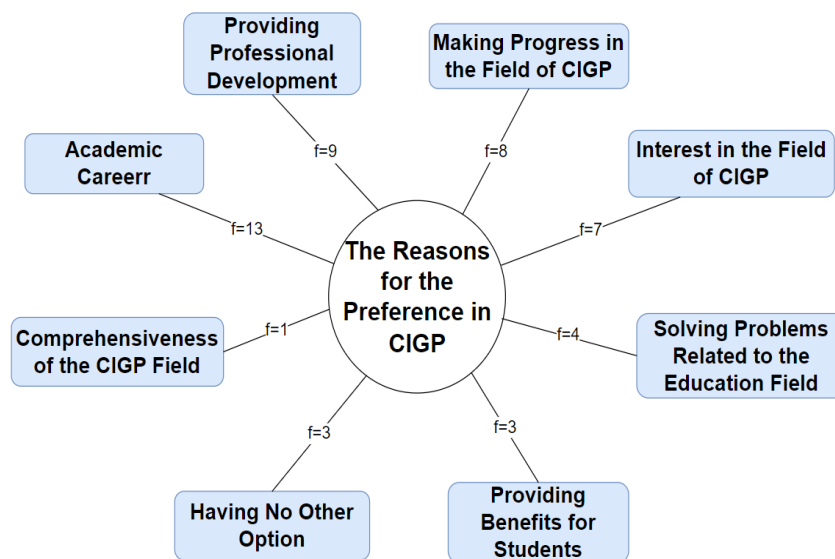 Providing
Professional
Development
Making Progress in
the Field of CIGP
f=9
f=8
Academic
Careerr
Interest in the Field
of CIGP
f=13
f=7
The Reasons
for the
Preference in
CIGP
Comprehensiveness
of the CIGP Field
f=1
f=4
Solving Problems
Related to the
Education Field
f=3
f=3
Having No Other
Option
Providing
Benefits for
Students